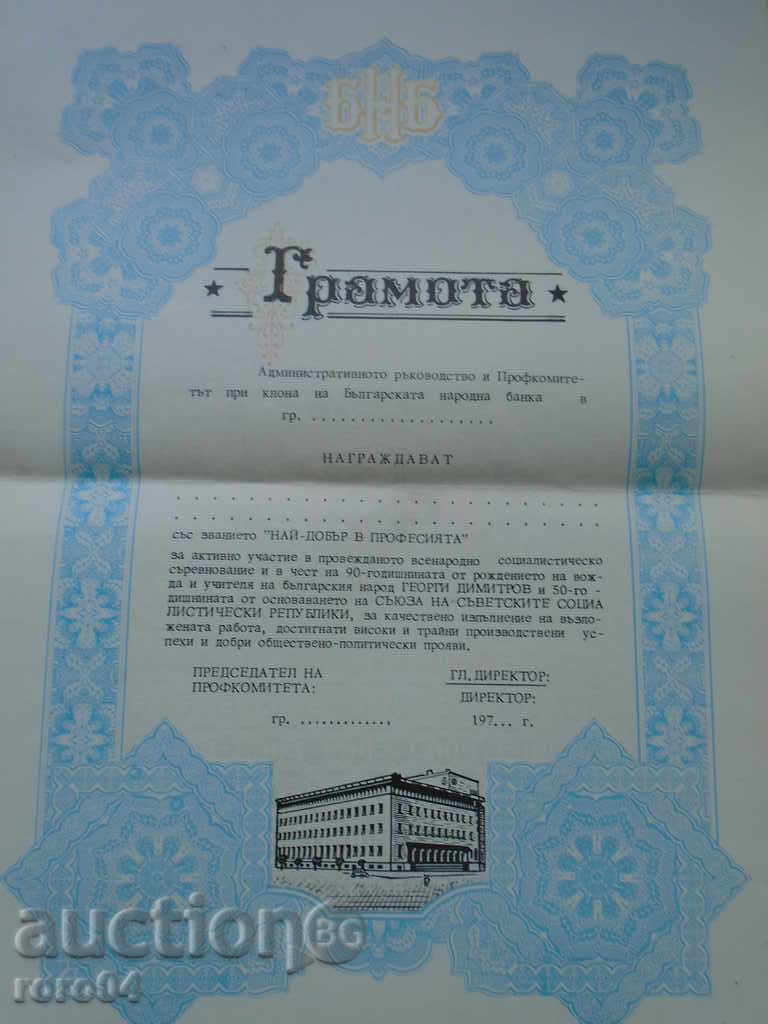 БНБ
★ Грамота ★
Административното ръководство и Профкомите-
тът при клона на Българската народна банка в
гр. ...................
НАГРАЖДАВАТ
........................
........................
със званието "НАЙ-ДОБЪР В ПРОФЕСИЯТА"
за активно участие в провежданото всенародно социалистическо
съревнование и в чест на 90-годишнината от рождението на вож-
да и учителя на българския народ ГЕОРГИ ДИМИТРОВ и 50-го -
дишнината от основаването на СЪЮЗА НА СЪВЕТСКИТЕ СОЦИА
ЛИСТИЧЕСКИ РЕПУБЛИКИ, за качествено изпълнение на възло-
жената работа, достигнати високи и трайни производствени ус-
пехи и добри обществено-политически прояви.
ПРЕДСЕДАТЕЛ НА ГЛ. ДИРЕКТОР:
ПРОФКОМИТЕТА: ДИРЕКТОР:
гр. ............, 197... г.
auctionBG
roro04